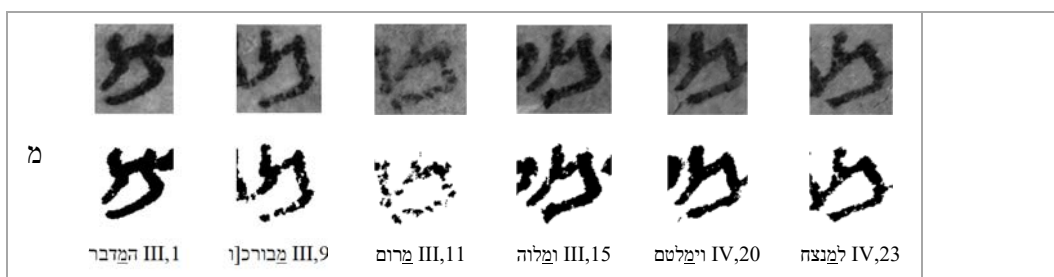 מ
III,1 המדבר
III,9 מבורכ[ו
III,11 מרום
III,15 ומלוה
IV,20 וימלטם
IV,23 למנצח